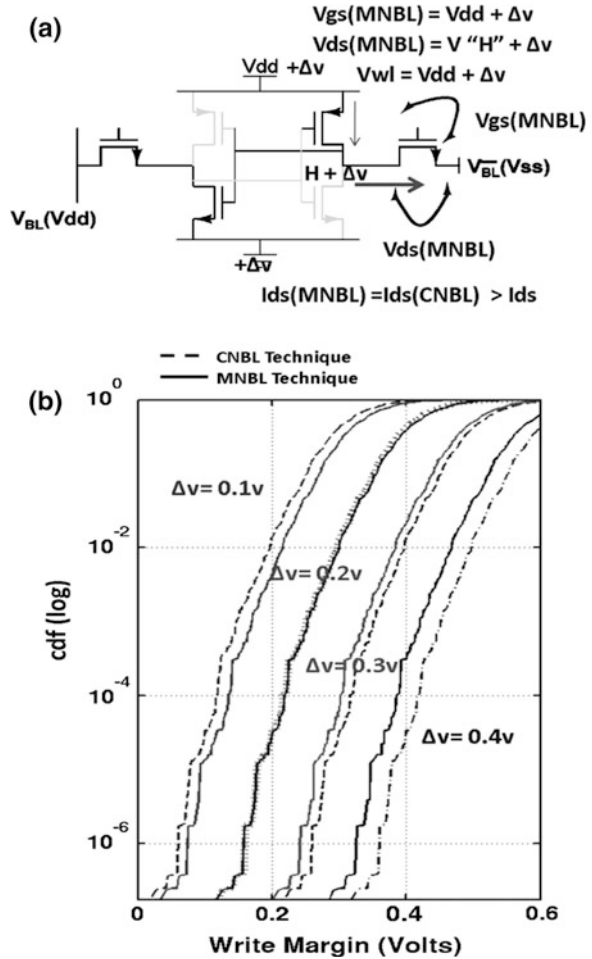 (a)
Vgs(MNBL) = Vdd + Δv
Vds(MNBL) = V "H" + Δv
Vwl = Vdd + Δv
Vdd +Δv
Vgs(MNBL)
H + Δv
V_BL(Vdd)
V_B̅L̅(Vss)
Vds(MNBL)
+Δv
Ids(MNBL) =Ids(CNBL) > Ids
(b)
CNBL Technique
MNBL Technique
10⁰
10⁻²
10⁻⁴
10⁻⁶
cdf (log)
Δv= 0.1v
Δv= 0.2v
Δv= 0.3v
Δv= 0.4v
0 0.2 0.4 0.6
Write Margin (Volts)